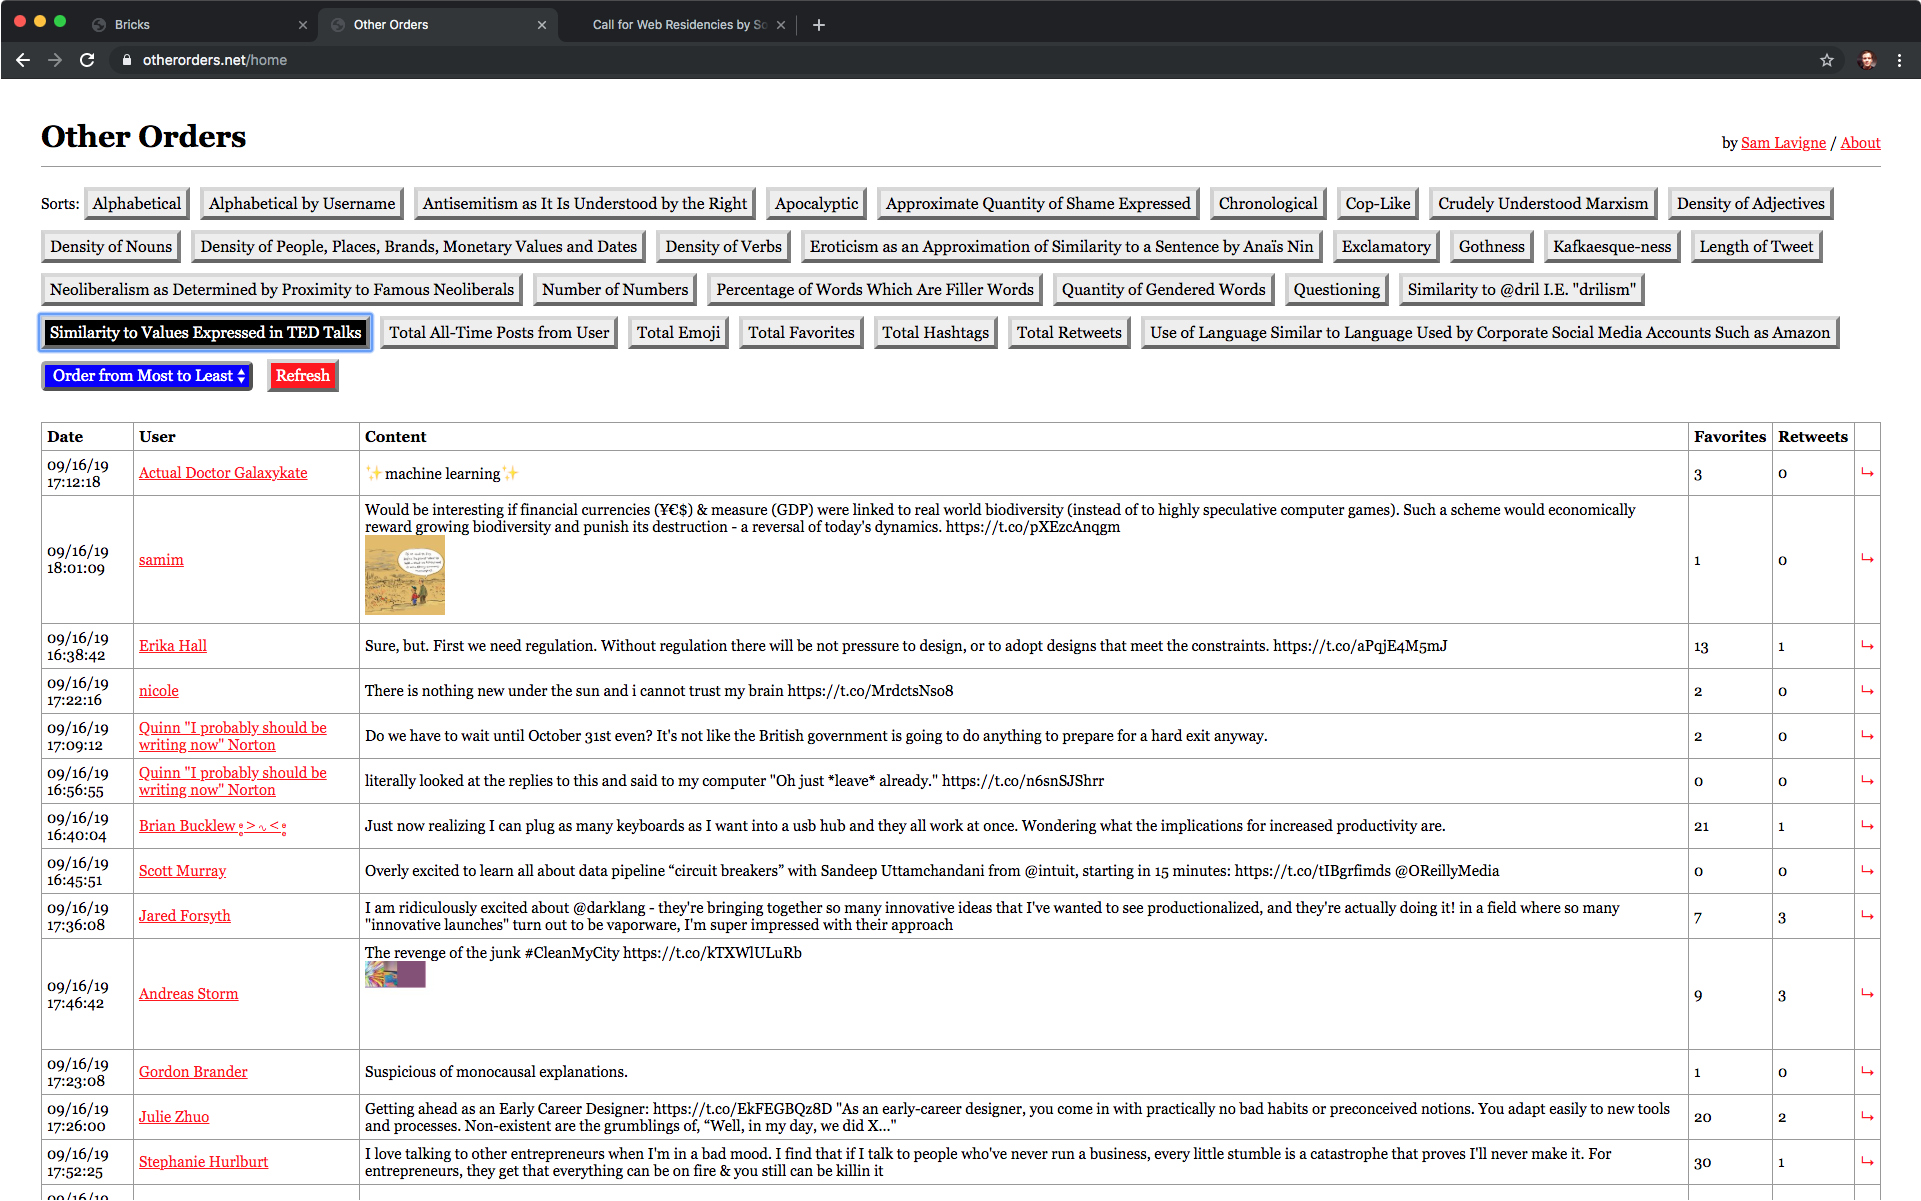 Bricks
Other Orders
Call for Web Residencies by So
otherorders.net/home
Other Orders
by Sam Lavigne / About
Sorts: Alphabetical Alphabetical by Username Antisemitism as It Is Understood by the Right Apocalyptic Approximate Quantity of Shame Expressed Chronological Cop-Like Crudely Understood Marxism Density of Adjectives
Density of Nouns Density of People, Places, Brands, Monetary Values and Dates Density of Verbs Eroticism as an Approximation of Similarity to a Sentence by Anaïs Nin Exclamatory Gothness Kafkaesque-ness Length of Tweet
Neoliberalism as Determined by Proximity to Famous Neoliberals Number of Numbers Percentage of Words Which Are Filler Words Quantity of Gendered Words Questioning Similarity to @dril I.E. "drilism"
Similarity to Values Expressed in TED Talks Total All-Time Posts from User Total Emoji Total Favorites Total Hashtags Total Retweets Use of Language Similar to Language Used by Corporate Social Media Accounts Such as Amazon
Order from Most to Least Refresh
Date User Content Favorites Retweets
09/16/19
17:12:18
Actual Doctor Galaxykate
✨machine learning✨
3 0
09/16/19
18:01:09
samim
Would be interesting if financial currencies (¥€$) & measure (GDP) were linked to real world biodiversity (instead of to highly speculative computer games). Such a scheme would economically
reward growing biodiversity and punish its destruction - a reversal of today's dynamics. https://t.co/pXEzcAnqgm
1 0
09/16/19
16:38:42
Erika Hall
Sure, but. First we need regulation. Without regulation there will be not pressure to design, or to adopt designs that meet the constraints. https://t.co/aPqjE4M5mJ
13 1
09/16/19
17:22:16
nicole
There is nothing new under the sun and i cannot trust my brain https://t.co/MrdctsNso8
2 0
09/16/19
17:09:12
Quinn "I probably should be
writing now" Norton
Do we have to wait until October 31st even? It's not like the British government is going to do anything to prepare for a hard exit anyway.
2 0
09/16/19
16:56:55
Quinn "I probably should be
writing now" Norton
literally looked at the replies to this and said to my computer "Oh just *leave* already." https://t.co/n6snSJShrr
0 0
09/16/19
16:40:04
Brian Bucklew
Just now realizing I can plug as many keyboards as I want into a usb hub and they all work at once. Wondering what the implications for increased productivity are.
21 1
09/16/19
16:45:51
Scott Murray
Overly excited to learn all about data pipeline “circuit breakers” with Sandeep Uttamchandani from @intuit, starting in 15 minutes: https://t.co/tIBgrfimds @OReillyMedia
0 0
09/16/19
17:36:08
Jared Forsyth
I am ridiculously excited about @darklang - they're bringing together so many innovative ideas that I've wanted to see productionalized, and they're actually doing it! in a field where so many
"innovative launches" turn out to be vaporware, I'm super impressed with their approach
7 3
09/16/19
17:46:42
Andreas Storm
The revenge of the junk #CleanMyCity https://t.co/kTXWlULuRb
9 3
09/16/19
17:23:08
Gordon Brander
Suspicious of monocausal explanations.
1 0
09/16/19
17:26:00
Julie Zhuo
Getting ahead as an Early Career Designer: https://t.co/EkFEGBQz8D "As an early-career designer, you come in with practically no bad habits or preconceived notions. You adapt easily to new tools
and processes. Non-existent are the grumblings of, “Well, in my day, we did X..."
20 2
09/16/19
17:52:25
Stephanie Hurlburt
I love talking to other entrepreneurs when I'm in a bad mood. I find that if I talk to people who've never run a business, every little stumble is a catastrophe that proves I'll never make it. For
entrepreneurs, they get that everything can be on fire & you still can be killin it
30 1
09/16/19